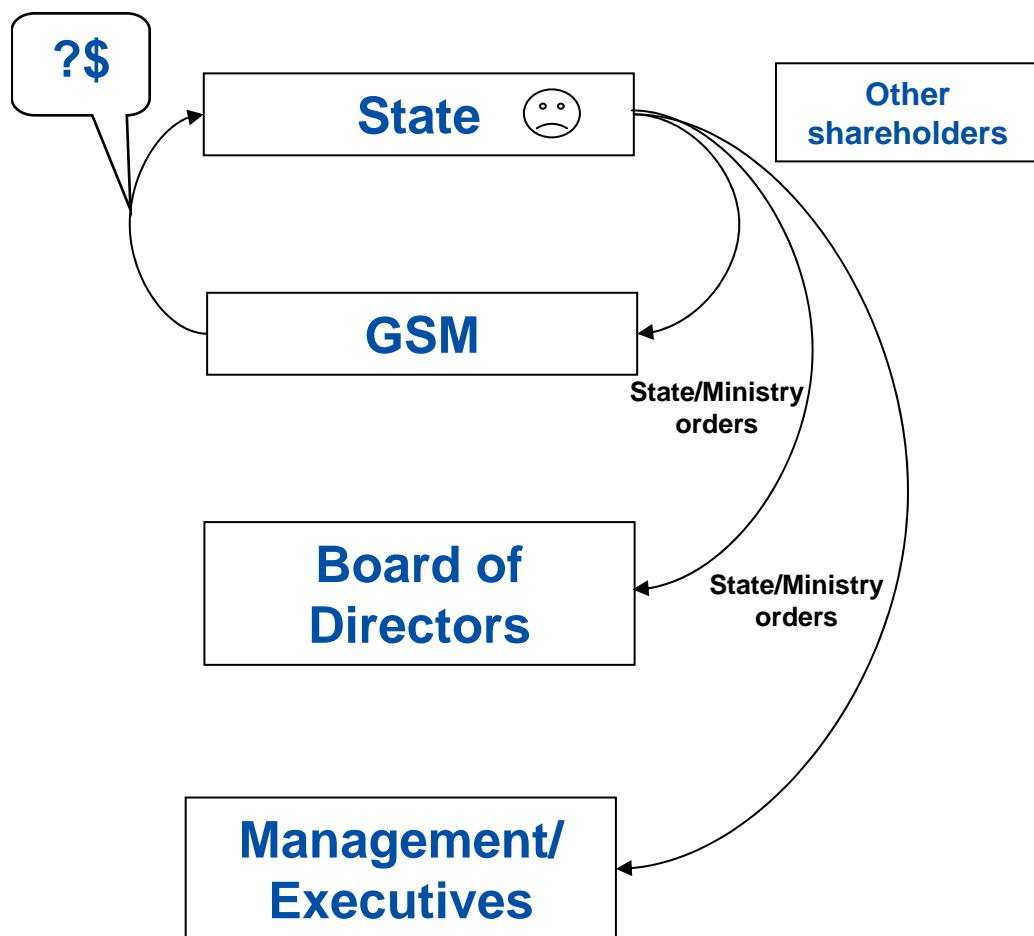 ?$
State
Other
shareholders
GSM
State/Ministry
orders
Board of
Directors
State/Ministry
orders
Management/
Executives